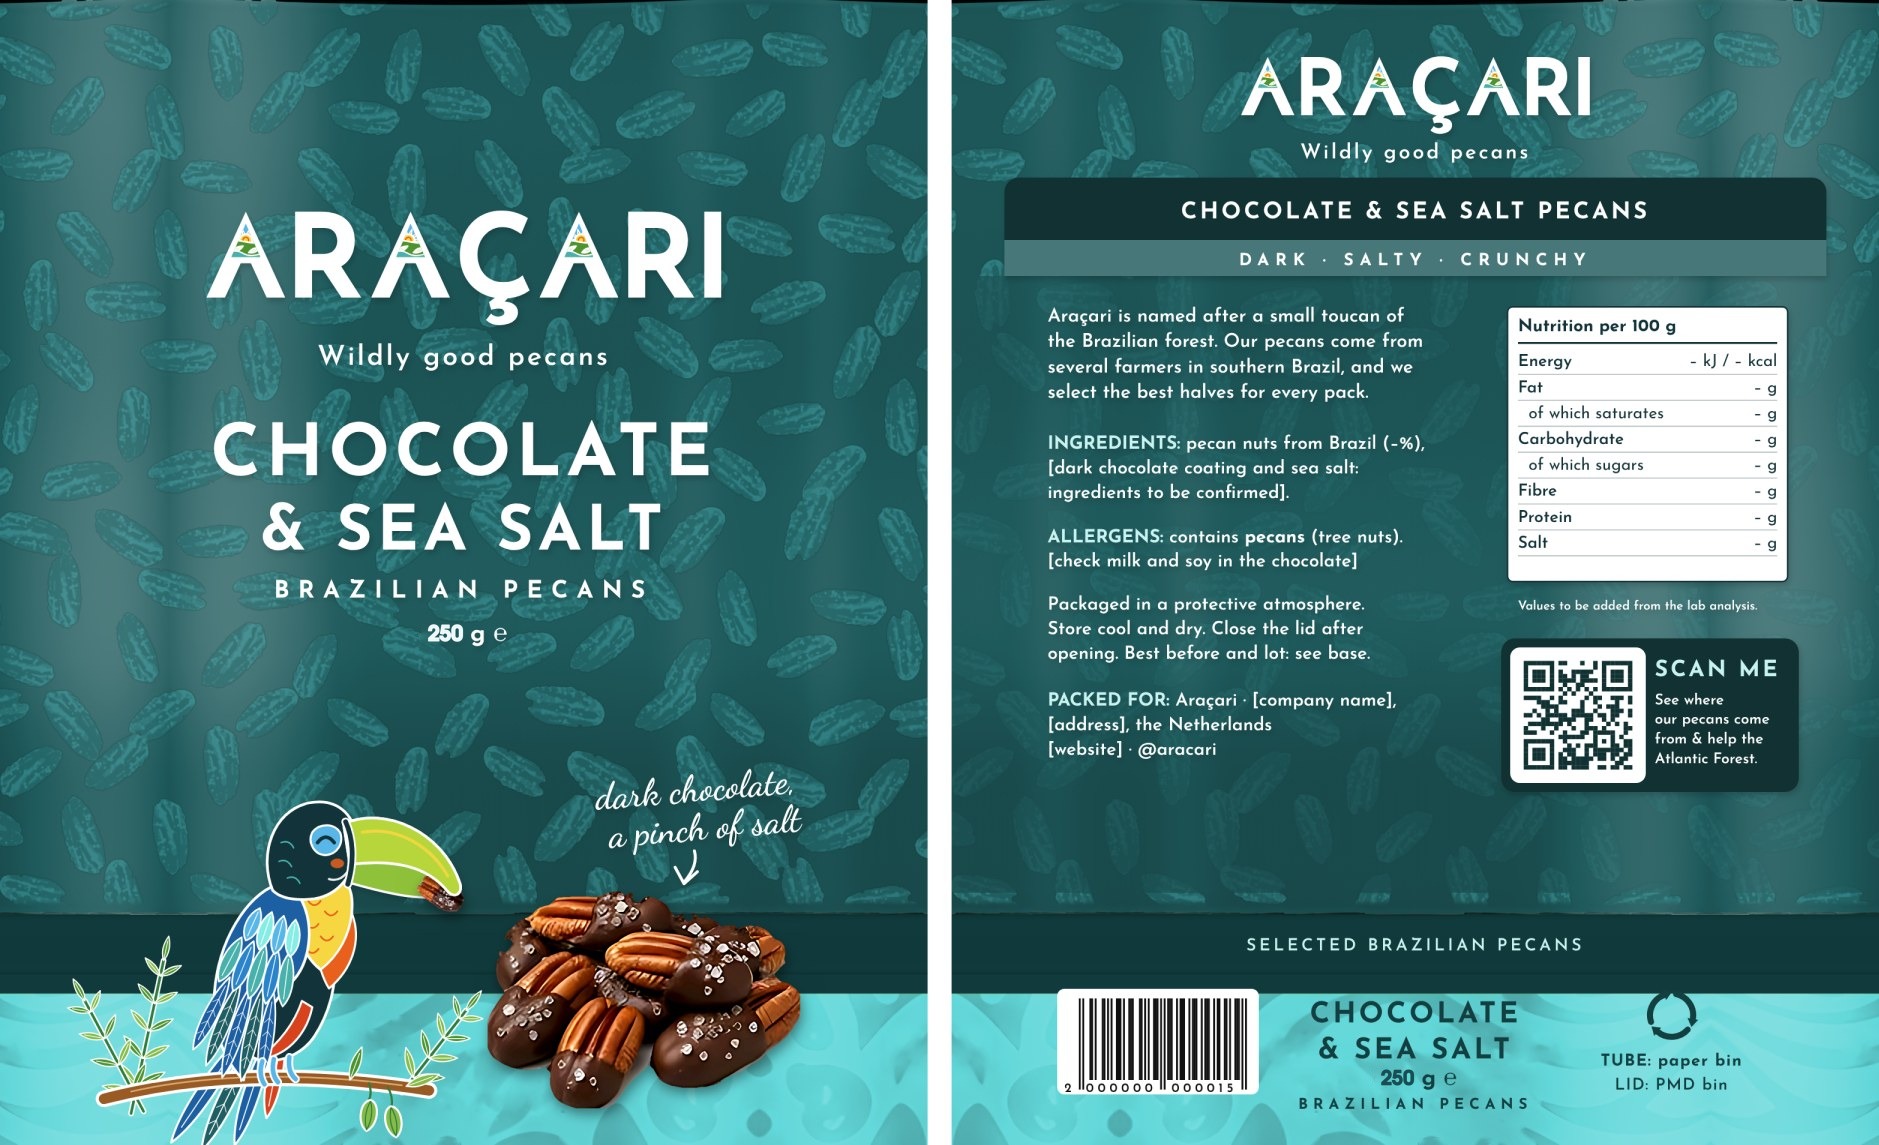 ARAÇARI
Wildly good pecans
CHOCOLATE
& SEA SALT
BRAZILIAN PECANS
250 g ℮
dark chocolate,
a pinch of salt
ARAÇARI
Wildly good pecans
CHOCOLATE & SEA SALT PECANS
DARK · SALTY · CRUNCHY
Araçari is named after a small toucan of
the Brazilian forest. Our pecans come from
several farmers in southern Brazil, and we
select the best halves for every pack.
INGREDIENTS: pecan nuts from Brazil (–%),
[dark chocolate coating and sea salt:
ingredients to be confirmed].
ALLERGENS: contains pecans (tree nuts).
[check milk and soy in the chocolate]
Packaged in a protective atmosphere.
Store cool and dry. Close the lid after
opening. Best before and lot: see base.
PACKED FOR: Araçari · [company name],
[address], the Netherlands
[website] · @aracari
Nutrition per 100 g
Energy – kJ / – kcal
Fat – g
of which saturates – g
Carbohydrate – g
of which sugars – g
Fibre – g
Protein – g
Salt – g
Values to be added from the lab analysis.
SCAN ME
See where
our pecans come
from & help the
Atlantic Forest.
SELECTED BRAZILIAN PECANS
2 000000 000015
CHOCOLATE
& SEA SALT
250 g ℮
BRAZILIAN PECANS
TUBE: paper bin
LID: PMD bin